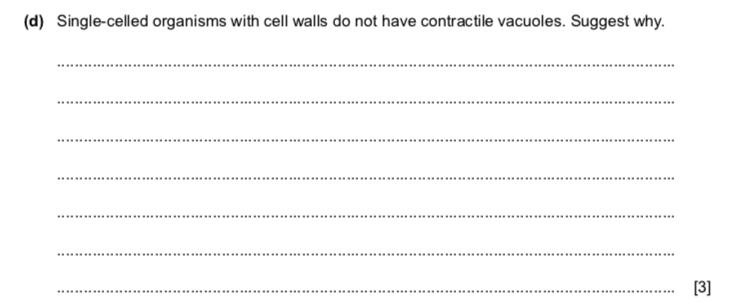 (d) Single-celled organisms with cell walls do not have contractile vacuoles. Suggest why.
[3]